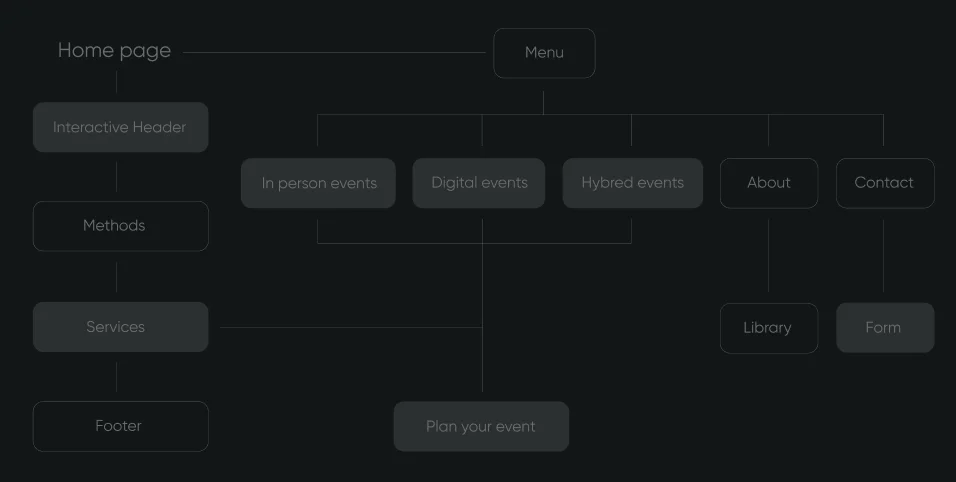 Home page
Menu
Interactive Header
In person events
Digital events
Hybred events
About
Contact
Methods
Services
Library
Form
Footer
Plan your event